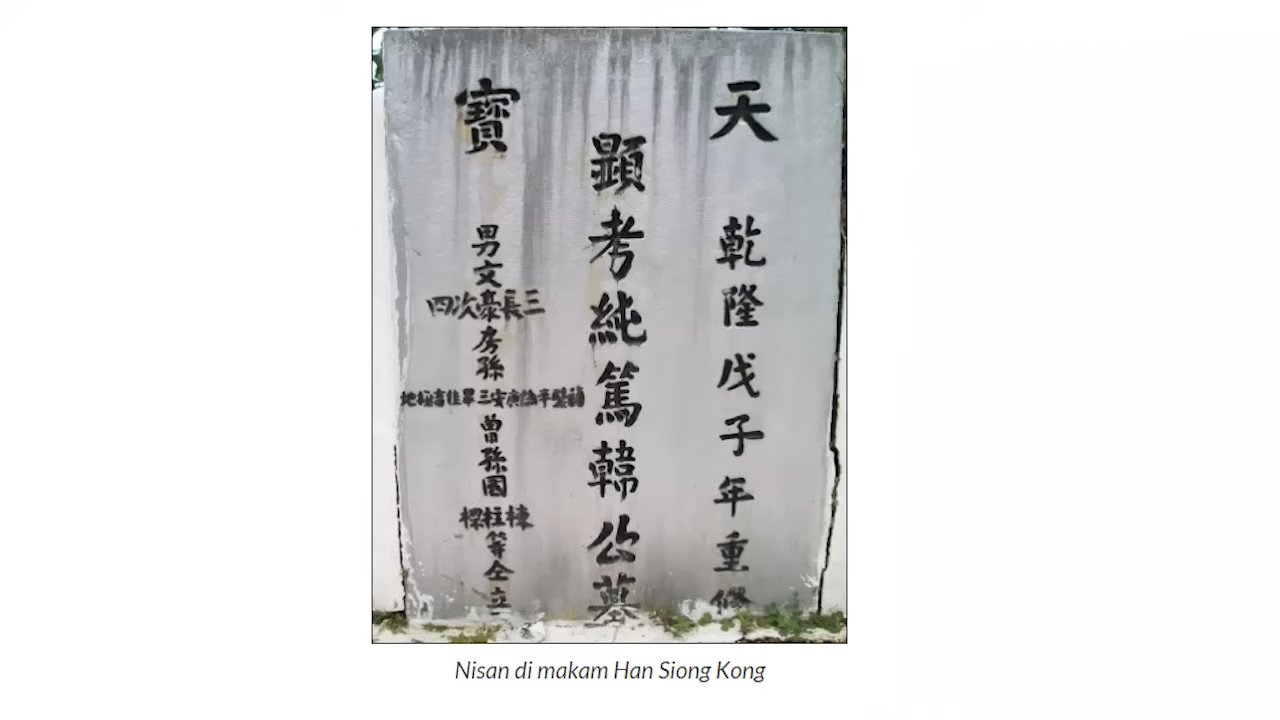 天
乾隆戊子年重修
顯考純篤韓公墓
寶
男文
三長豪次四
房孫
曾孫國
棟柱樑
等仝立
Nisan di makam Han Siong Kong